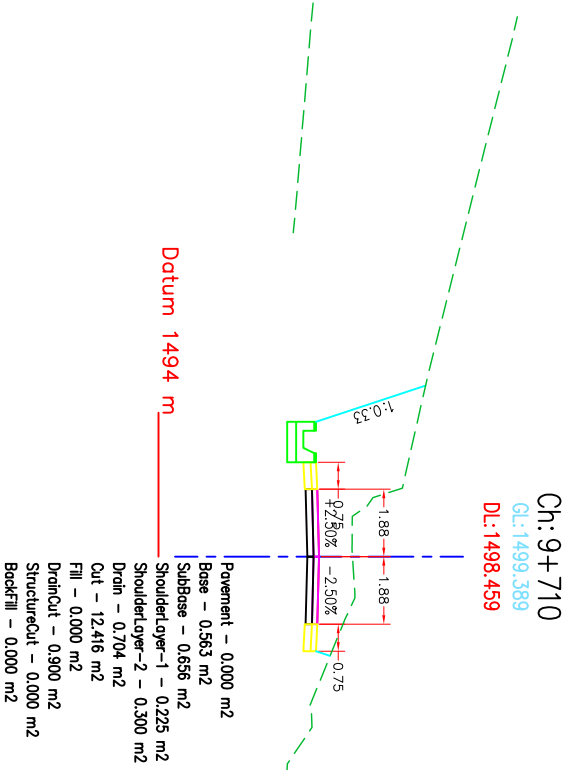 Ch: 9+710
GL:1499.389
DL:1498.459
1:0.33
1.88
1.88
0.75
0.75
+2.50%
-2.50%
Datum 1494 m
Pavement - 0.000 m2
Base - 0.563 m2
SubBase - 0.656 m2
ShoulderLayer-1 - 0.225 m2
ShoulderLayer-2 - 0.300 m2
Drain - 0.704 m2
Cut - 12.416 m2
Fill - 0.000 m2
DrainCut - 0.900 m2
StructureCut - 0.000 m2
BackFill - 0.000 m2